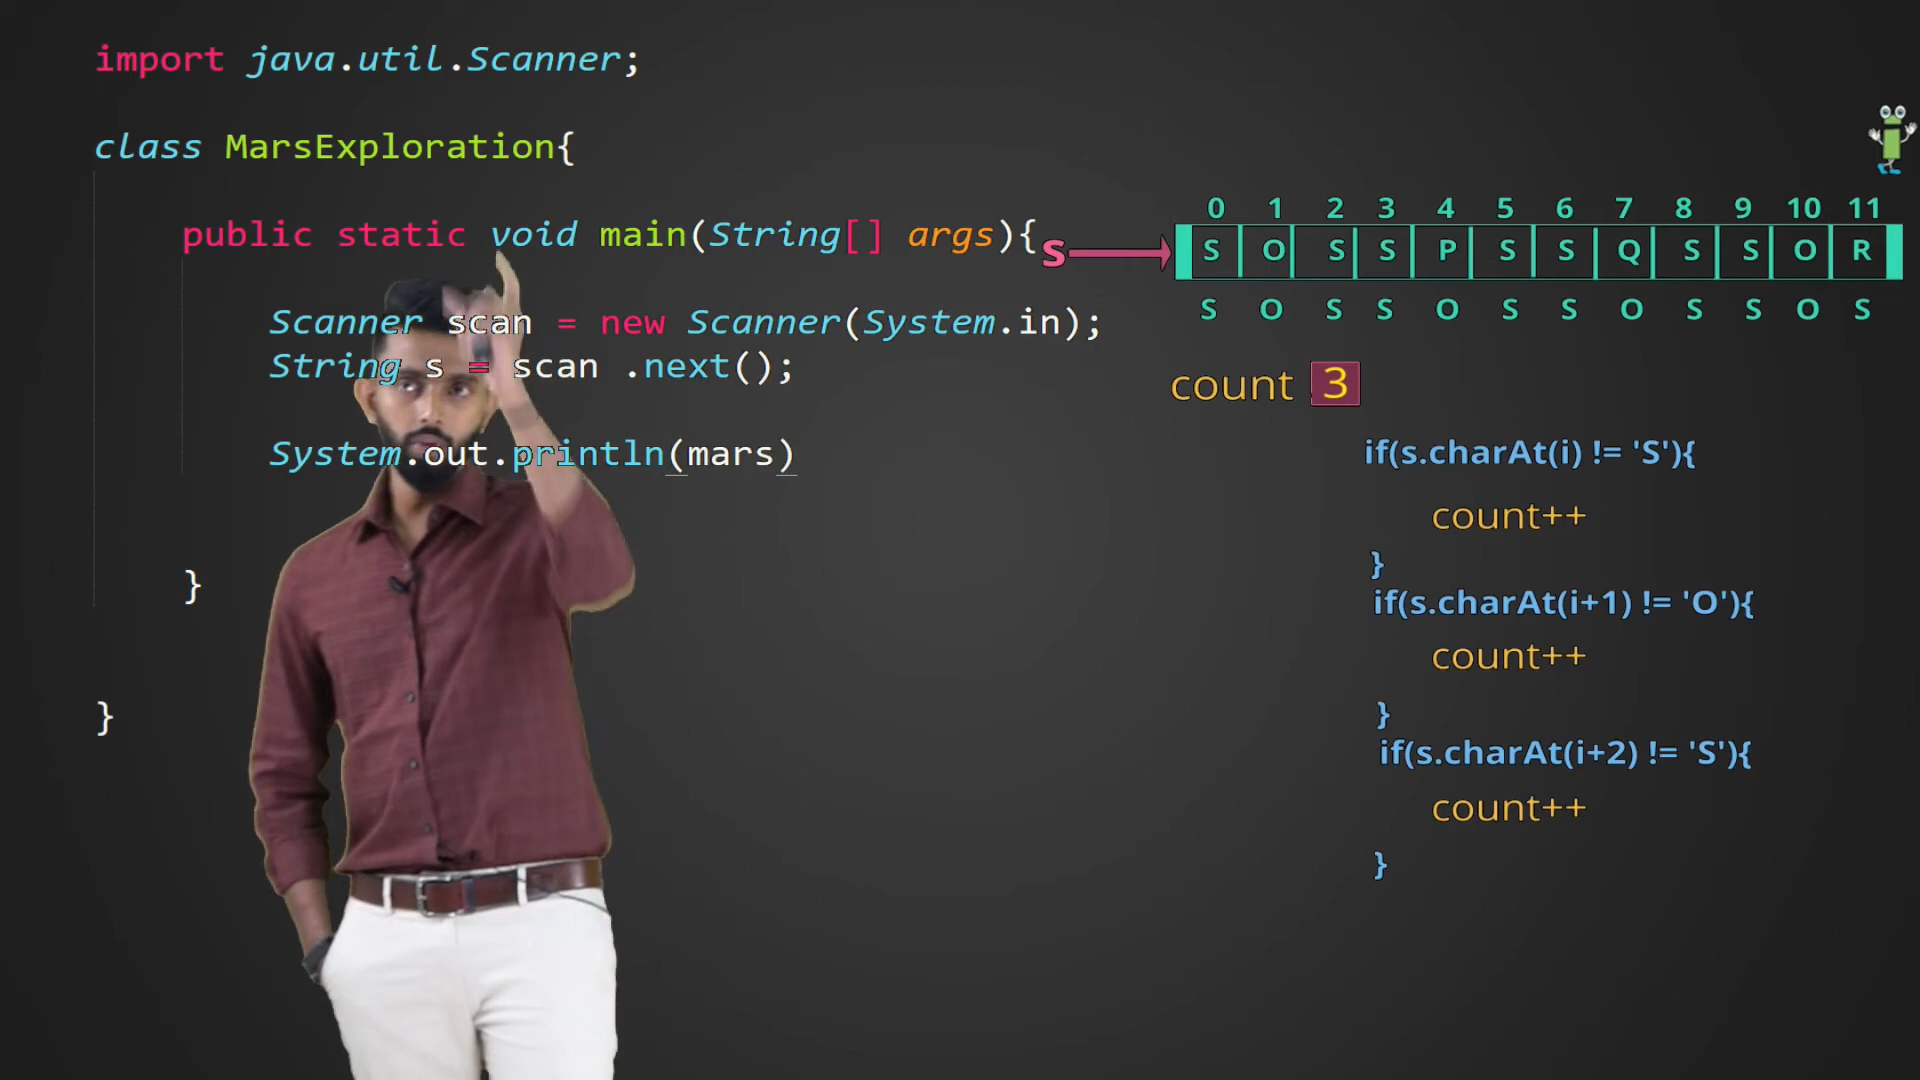 import java.util.Scanner;
class MarsExploration{
public static void main(String[] args){
Scanner scan = new Scanner(System.in);
String s = scan .next();
System.out.println(mars)
}
}
0 1 2 3 4 5 6 7 8 9 10 11
S S O S S P S S Q S S O R
S O S S O S S O S S O S
count 3
if(s.charAt(i) != 'S'){
count++
}
if(s.charAt(i+1) != 'O'){
count++
}
if(s.charAt(i+2) != 'S'){
count++
}